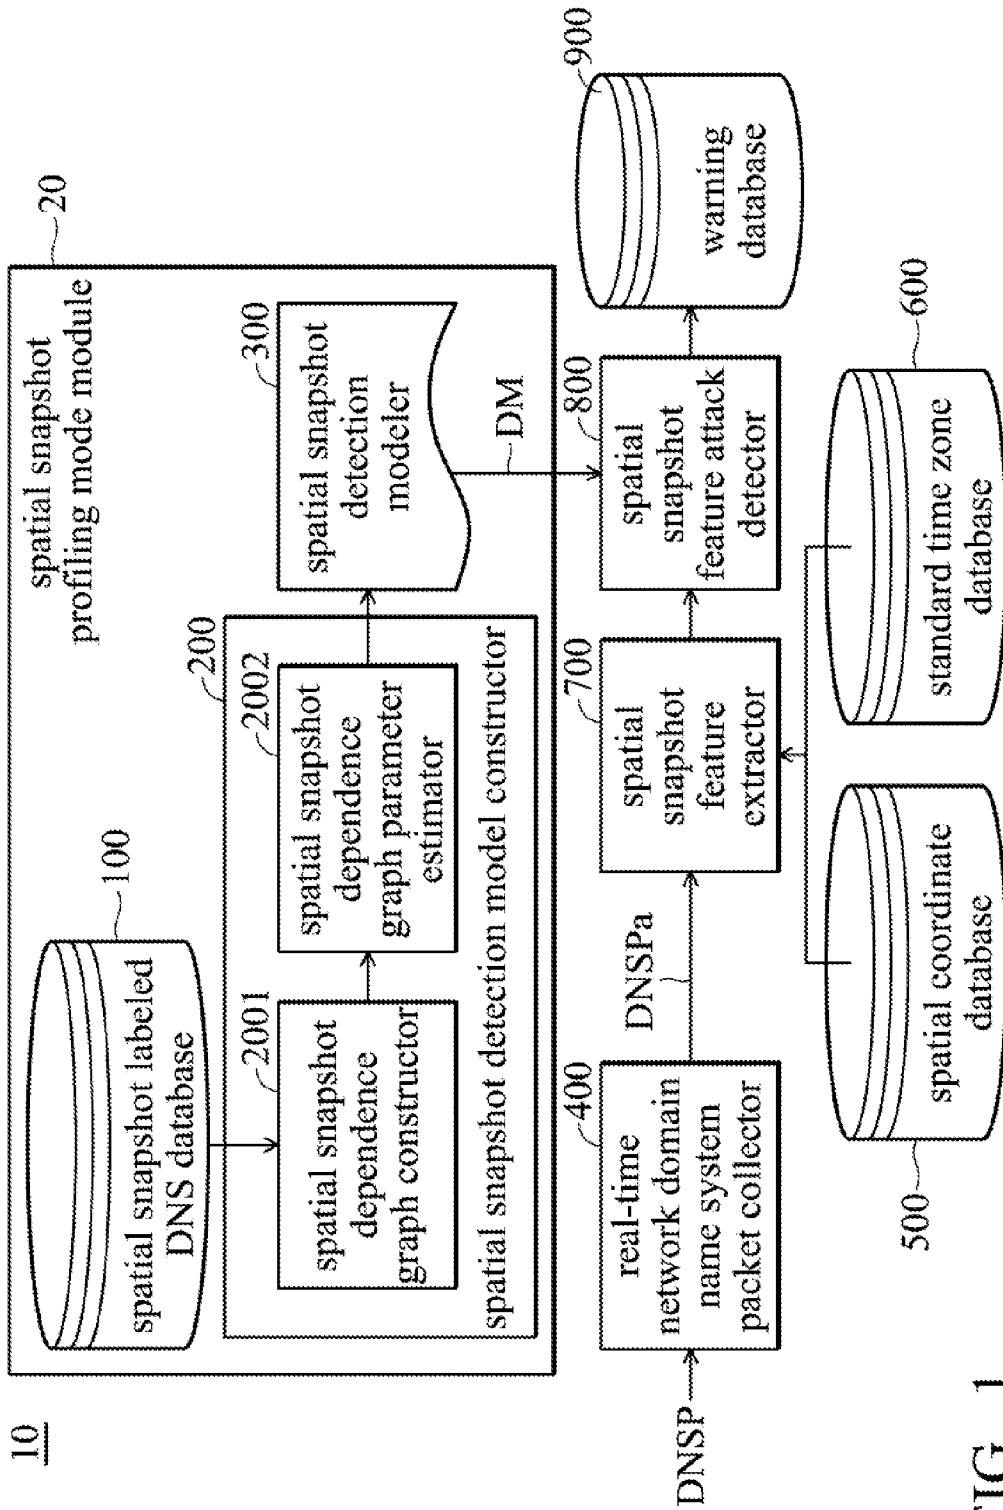 10
20
spatial snapshot
profiling mode module
100
spatial snapshot labeled
DNS database
200
2001
spatial snapshot
dependence
graph constructor
2002
spatial snapshot
dependence
graph parameter
estimator
spatial snapshot detection model constructor
300
spatial snapshot
detection
modeler
DM
DNSP
400
real-time
network domain
name system
packet collector
DNSPa
700
spatial
snapshot
feature
extractor
800
spatial
snapshot
feature attack
detector
900
warning
database
500
spatial coordinate
database
600
standard time zone
database
FIG. 1